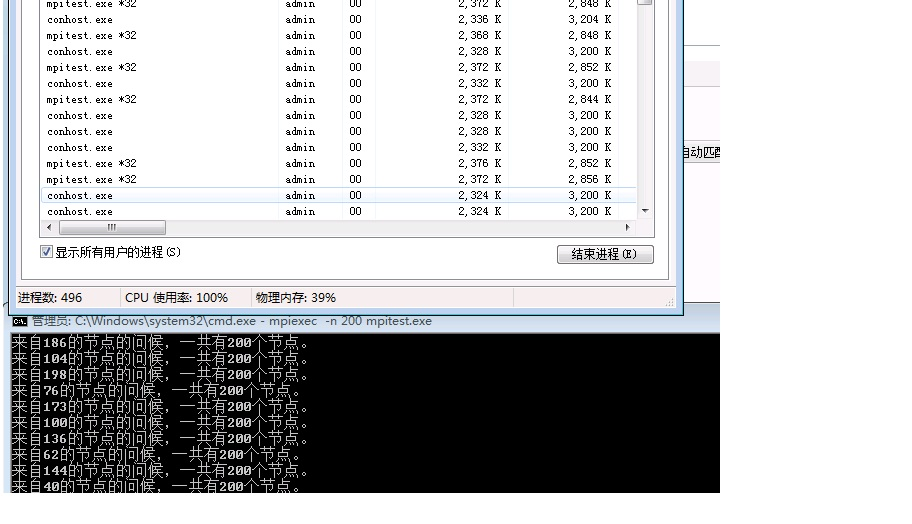 mpitest.exe *32 admin 00 2,372 K 2,848 K
conhost.exe admin 00 2,336 K 3,204 K
mpitest.exe *32 admin 00 2,368 K 2,848 K
conhost.exe admin 00 2,328 K 3,200 K
mpitest.exe *32 admin 00 2,372 K 2,852 K
conhost.exe admin 00 2,332 K 3,200 K
mpitest.exe *32 admin 00 2,372 K 2,844 K
conhost.exe admin 00 2,328 K 3,200 K
conhost.exe admin 00 2,328 K 3,200 K
conhost.exe admin 00 2,332 K 3,200 K
自动匹配
mpitest.exe *32 admin 00 2,376 K 2,852 K
mpitest.exe *32 admin 00 2,372 K 2,856 K
conhost.exe admin 00 2,324 K 3,200 K
conhost.exe admin 00 2,324 K 3,200 K
显示所有用户的进程(S) 结束进程(E)
进程数: 496 CPU 使用率: 100% 物理内存: 39%
管理员: C:\Windows\system32\cmd.exe - mpiexec -n 200 mpitest.exe
来自186的节点的问候，一共有200个节点。
来自104的节点的问候，一共有200个节点。
来自198的节点的问候，一共有200个节点。
来自76的节点的问候，一共有200个节点。
来自173的节点的问候，一共有200个节点。
来自100的节点的问候，一共有200个节点。
来自136的节点的问候，一共有200个节点。
来自62的节点的问候，一共有200个节点。
来自144的节点的问候，一共有200个节点。
来自40的节点的问候，一共有200个节点。